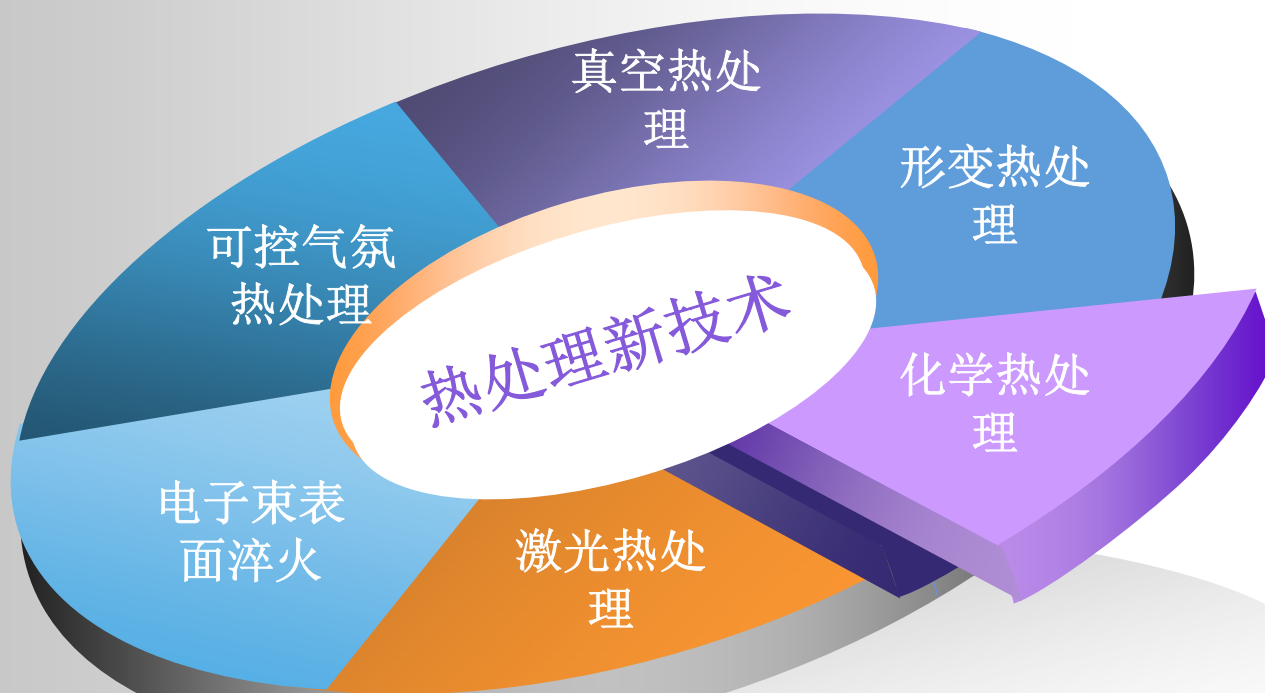 真空热处
理
形变热处
理
可控气氛
热处理
热处理新技术
化学热处
理
电子束表
面淬火
激光热处
理